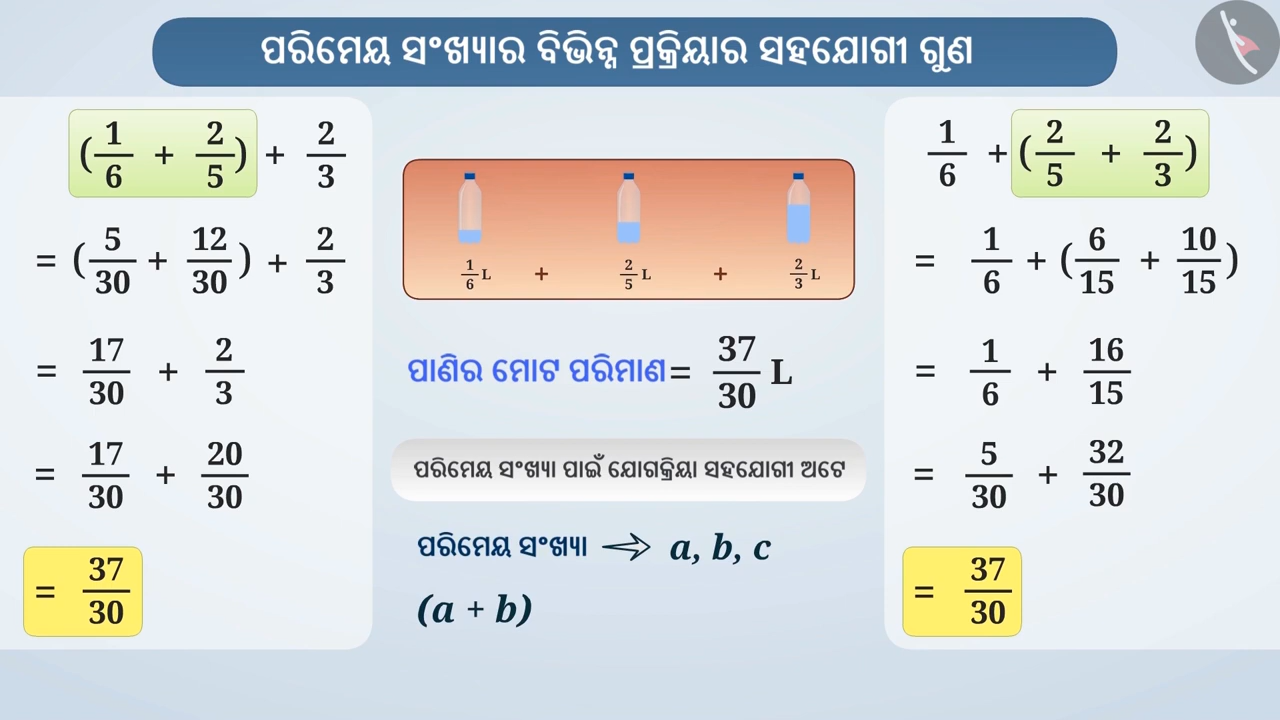 ପରିମେୟ ସଂଖ୍ୟାର ବିଭିନ୍ନ ପ୍ରକ୍ରିୟାର ସହଯୋଗୀ ଗୁଣ
(1/6 + 2/5) + 2/3
= (5/30 + 12/30) + 2/3
= 17/30 + 2/3
= 17/30 + 20/30
= 37/30
1/6 L + 2/5 L + 2/3 L
ପାଣିର ମୋଟ ପରିମାଣ = 37/30 L
ପରିମେୟ ସଂଖ୍ୟା ପାଇଁ ଯୋଗକ୍ରିୟା ସହଯୋଗୀ ଅଟେ
ପରିମେୟ ସଂଖ୍ୟା ⇒ a, b, c
(a + b)
1/6 + (2/5 + 2/3)
= 1/6 + (6/15 + 10/15)
= 1/6 + 16/15
= 5/30 + 32/30
= 37/30